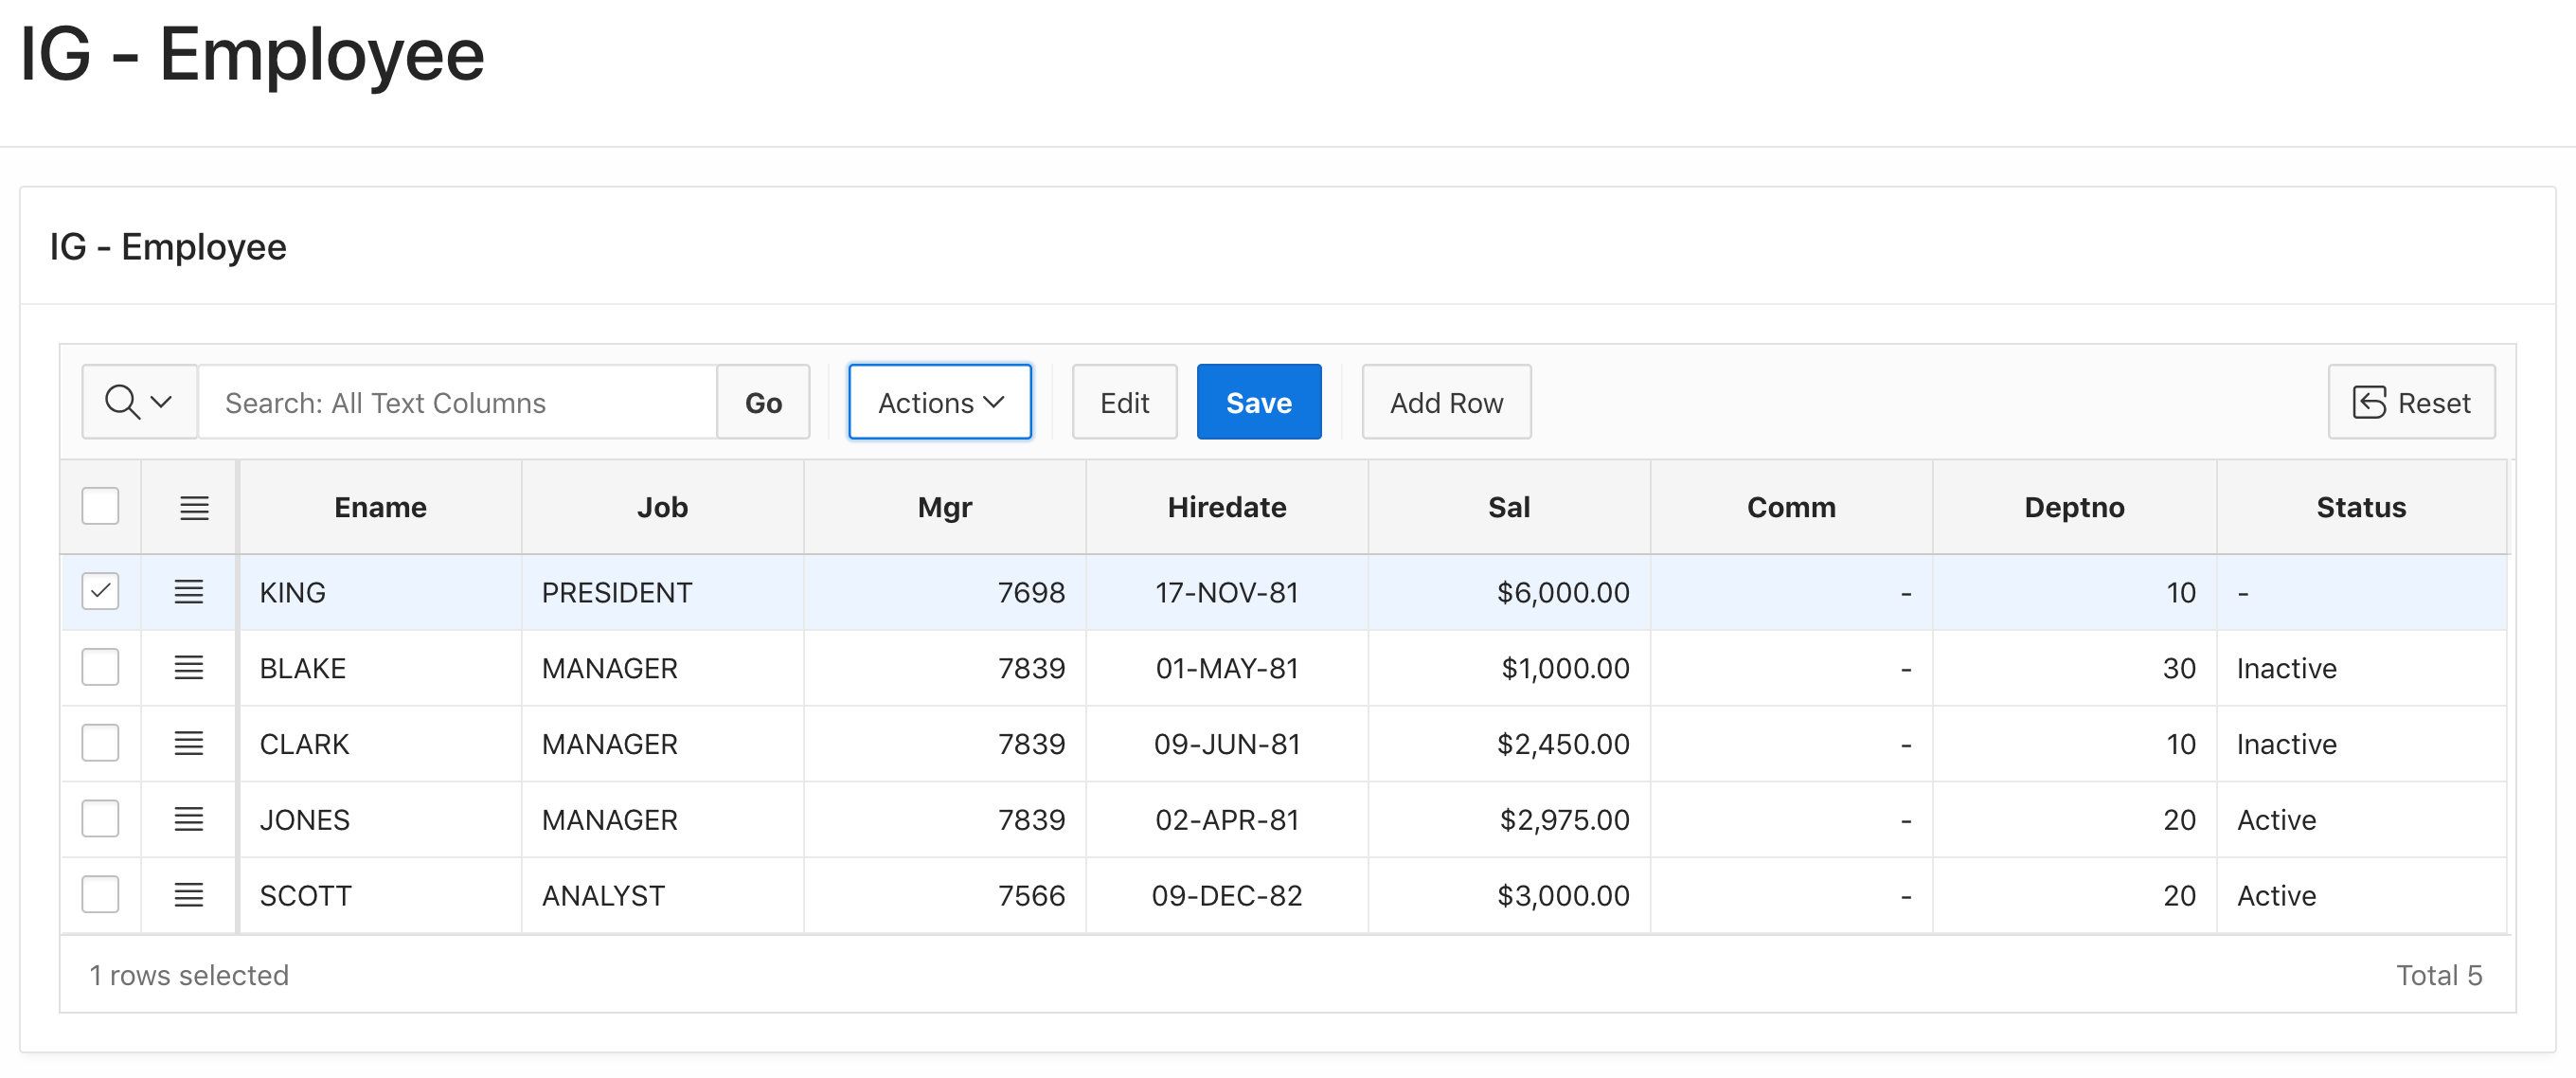 IG - Employee
IG - Employee
Search: All Text Columns Go Actions Edit Save Add Row Reset
Ename Job Mgr Hiredate Sal Comm Deptno Status
KING PRESIDENT 7698 17-NOV-81 $6,000.00 - 10 -
BLAKE MANAGER 7839 01-MAY-81 $1,000.00 - 30 Inactive
CLARK MANAGER 7839 09-JUN-81 $2,450.00 - 10 Inactive
JONES MANAGER 7839 02-APR-81 $2,975.00 - 20 Active
SCOTT ANALYST 7566 09-DEC-82 $3,000.00 - 20 Active
1 rows selected Total 5